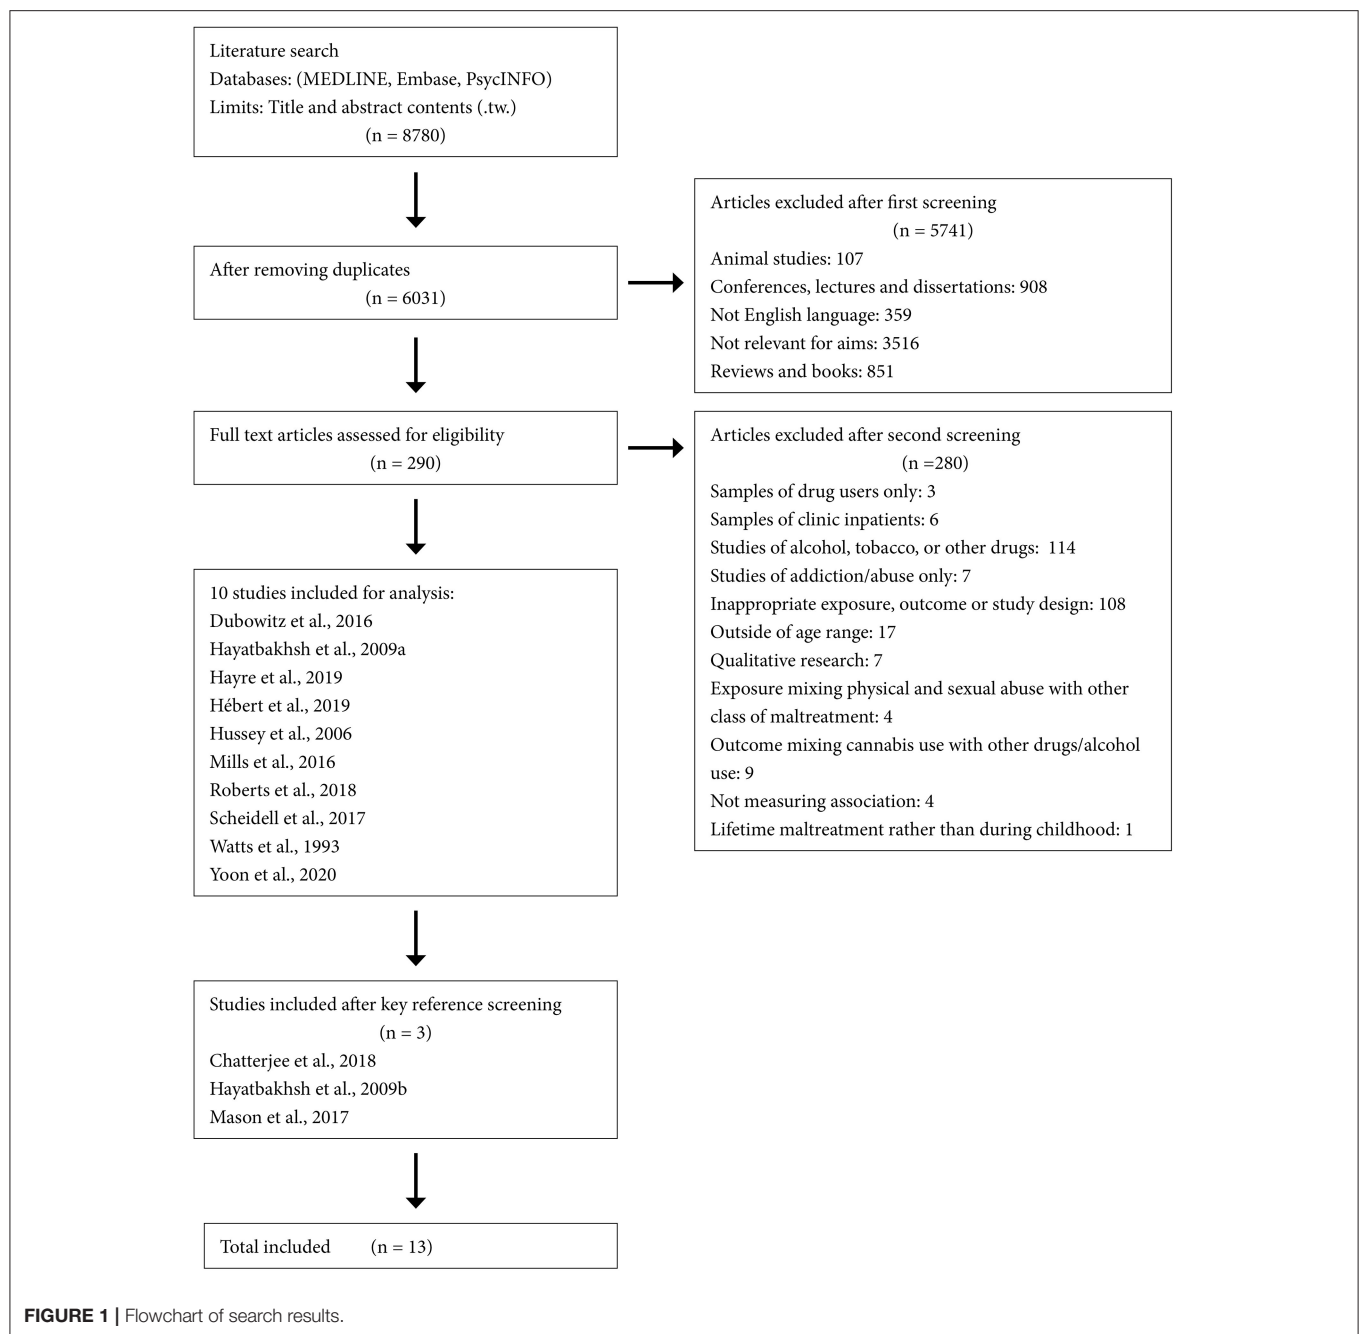 Literature search
Databases: (MEDLINE, Embase, PsycINFO)
Limits: Title and abstract contents (.tw.)
(n = 8780)
After removing duplicates
(n = 6031)
Articles excluded after first screening
(n = 5741)
Animal studies: 107
Conferences, lectures and dissertations: 908
Not English language: 359
Not relevant for aims: 3516
Reviews and books: 851
Full text articles assessed for eligibility
(n = 290)
Articles excluded after second screening
(n =280)
Samples of drug users only: 3
Samples of clinic inpatients: 6
Studies of alcohol, tobacco, or other drugs:  114
Studies of addiction/abuse only: 7
Inappropriate exposure, outcome or study design: 108
Outside of age range: 17
Qualitative research: 7
Exposure mixing physical and sexual abuse with other
class of maltreatment: 4
Outcome mixing cannabis use with other drugs/alcohol
use: 9
Not measuring association: 4
Lifetime maltreatment rather than during childhood: 1
10 studies included for analysis:
Dubowitz et al., 2016
Hayatbakhsh et al., 2009a
Hayre et al., 2019
Hébert et al., 2019
Hussey et al., 2006
Mills et al., 2016
Roberts et al., 2018
Scheidell et al., 2017
Watts et al., 1993
Yoon et al., 2020
Studies included after key reference screening
(n = 3)
Chatterjee et al., 2018
Hayatbakhsh et al., 2009b
Mason et al., 2017
Total included (n = 13)
FIGURE 1 | Flowchart of search results.